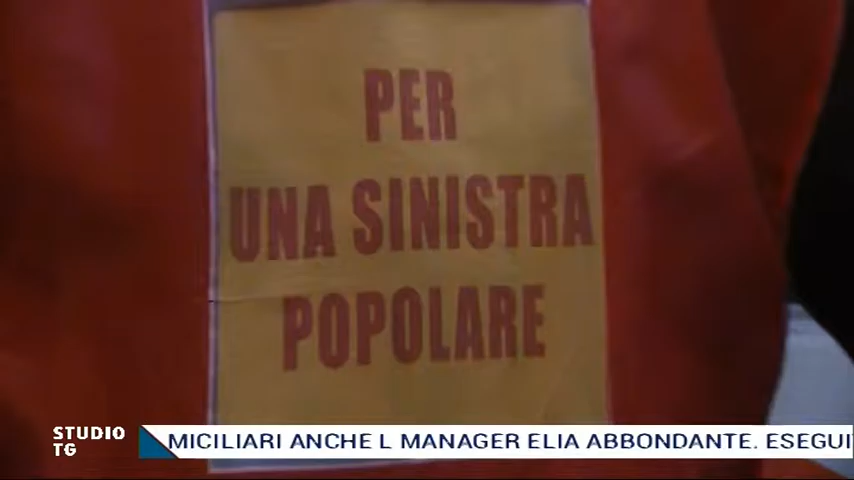 PER
UNA SINISTRA
POPOLARE
STUDIO
TG
MICILIARI ANCHE L MANAGER ELIA ABBONDANTE. ESEGUI